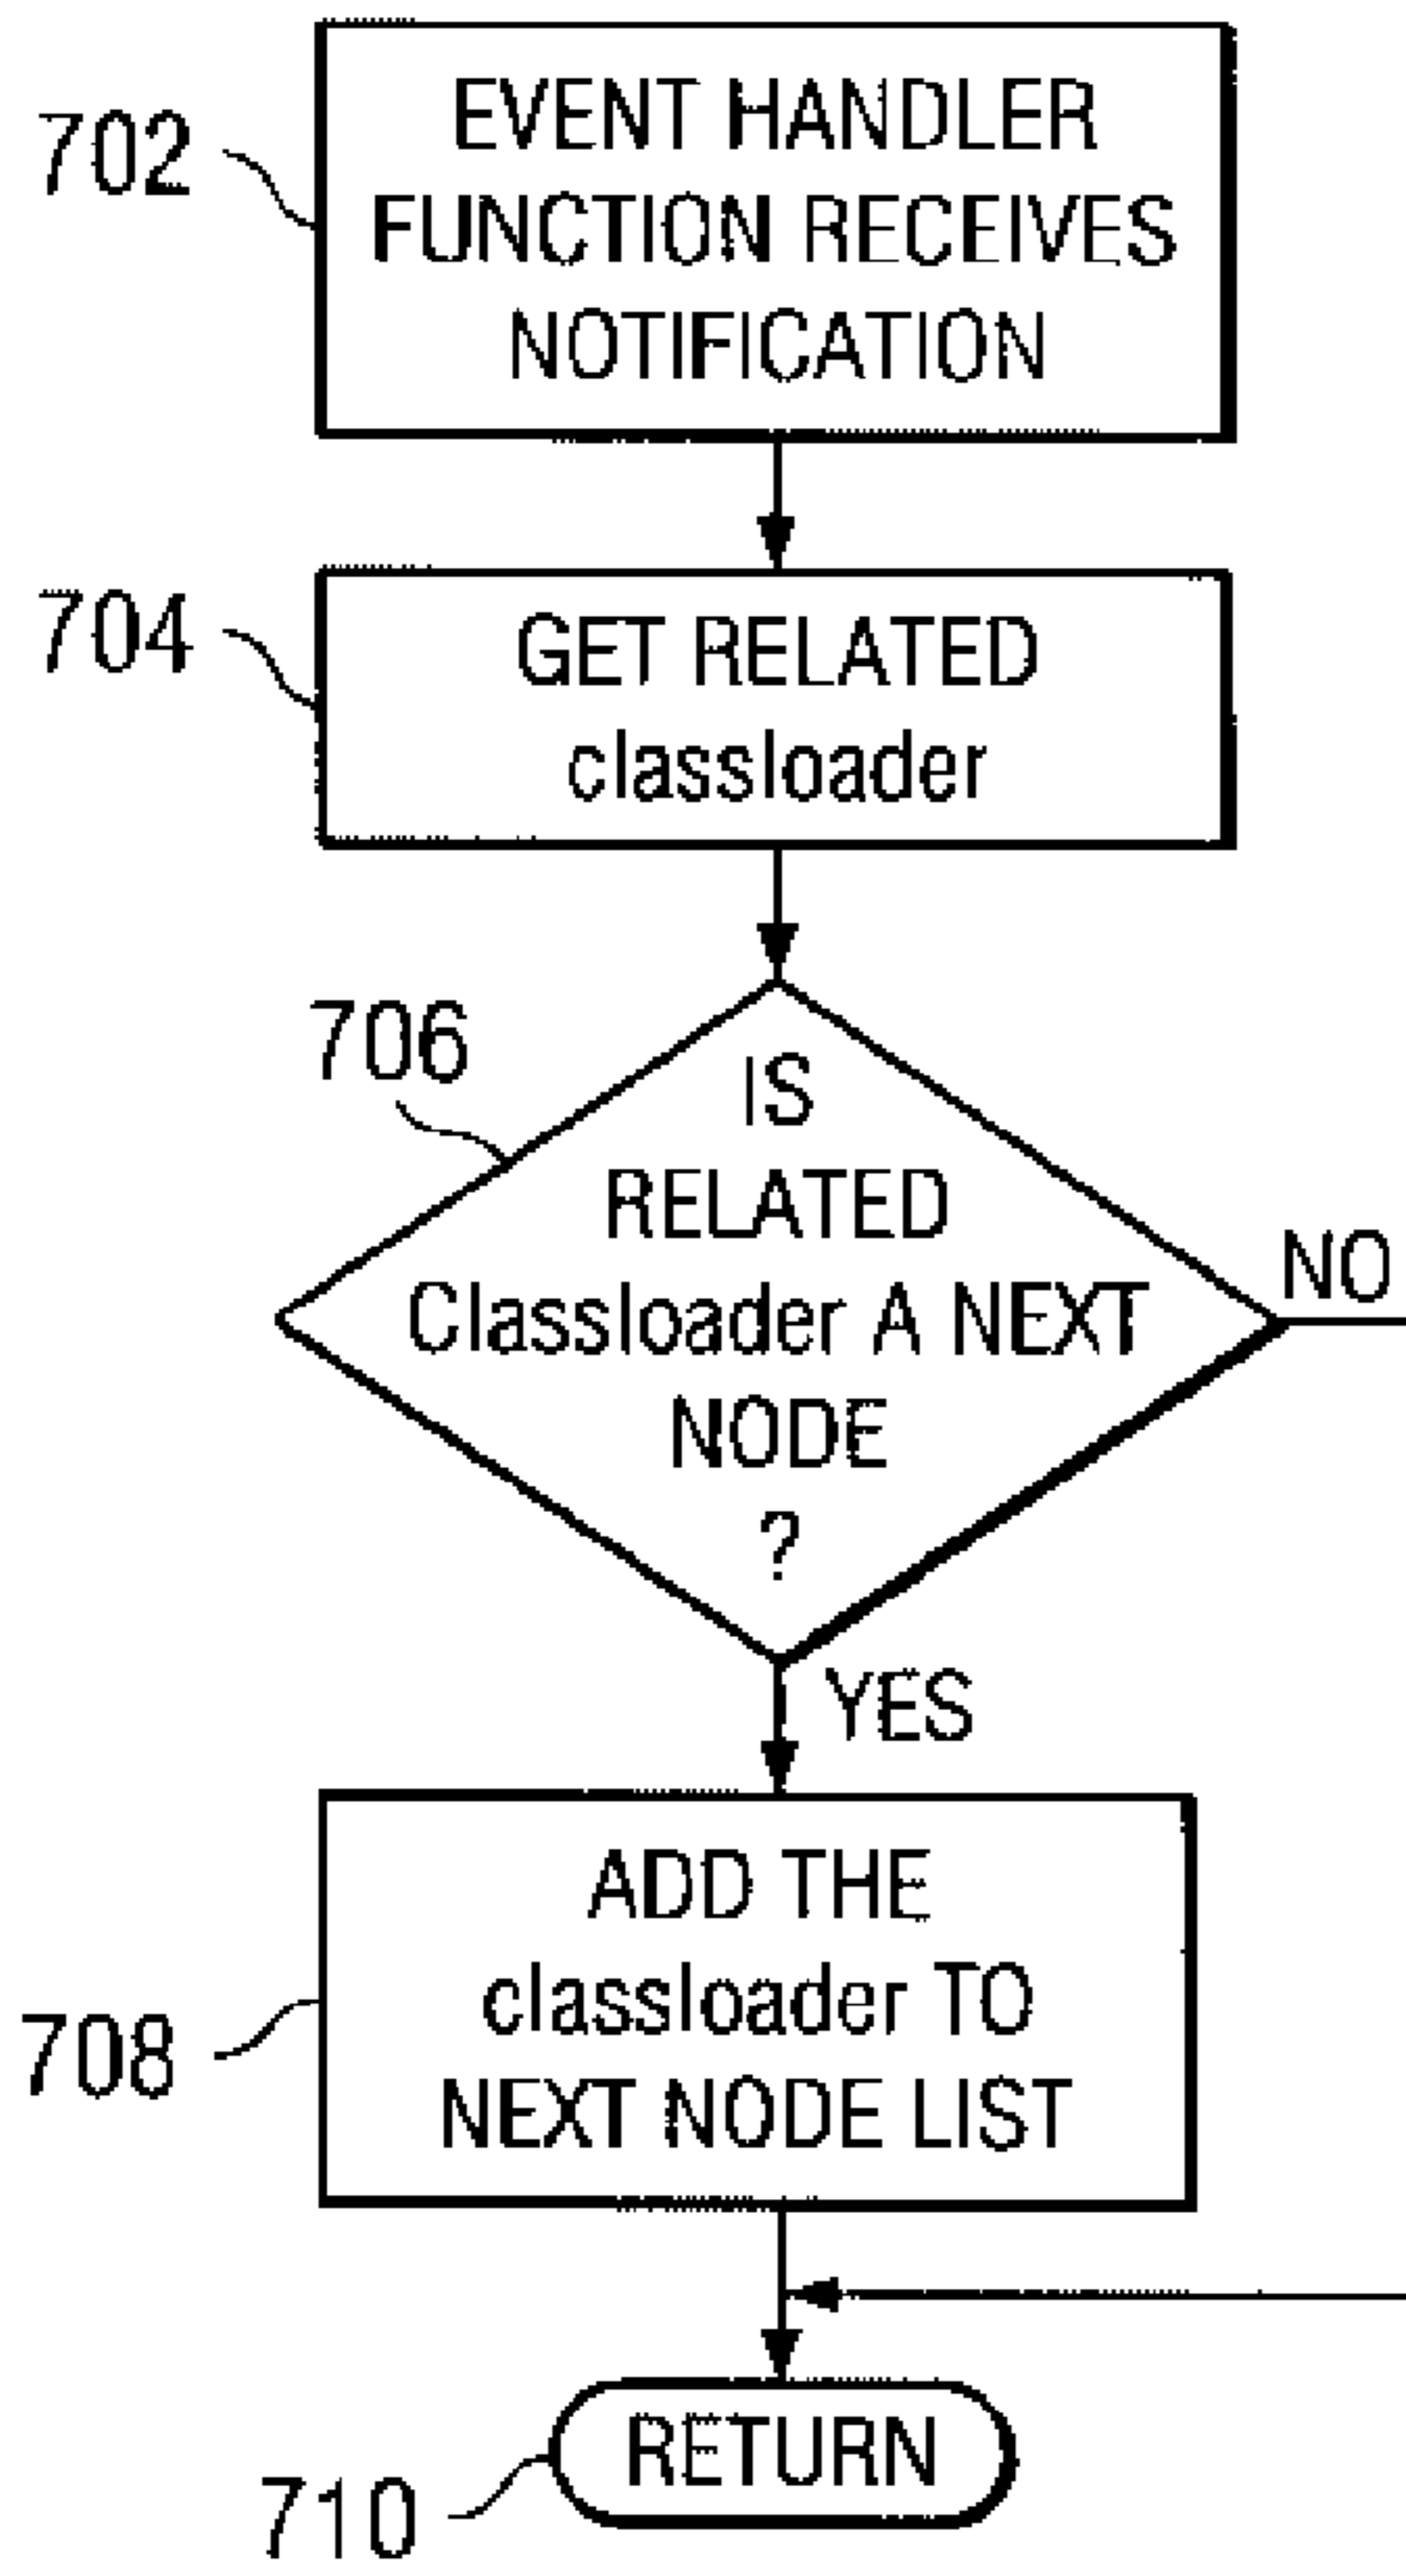 702
EVENT HANDLER
FUNCTION RECEIVES
NOTIFICATION
704
GET RELATED
classloader
706
IS
RELATED
Classloader A NEXT
NODE
?
NO
YES
708
ADD THE
classloader TO
NEXT NODE LIST
710
RETURN